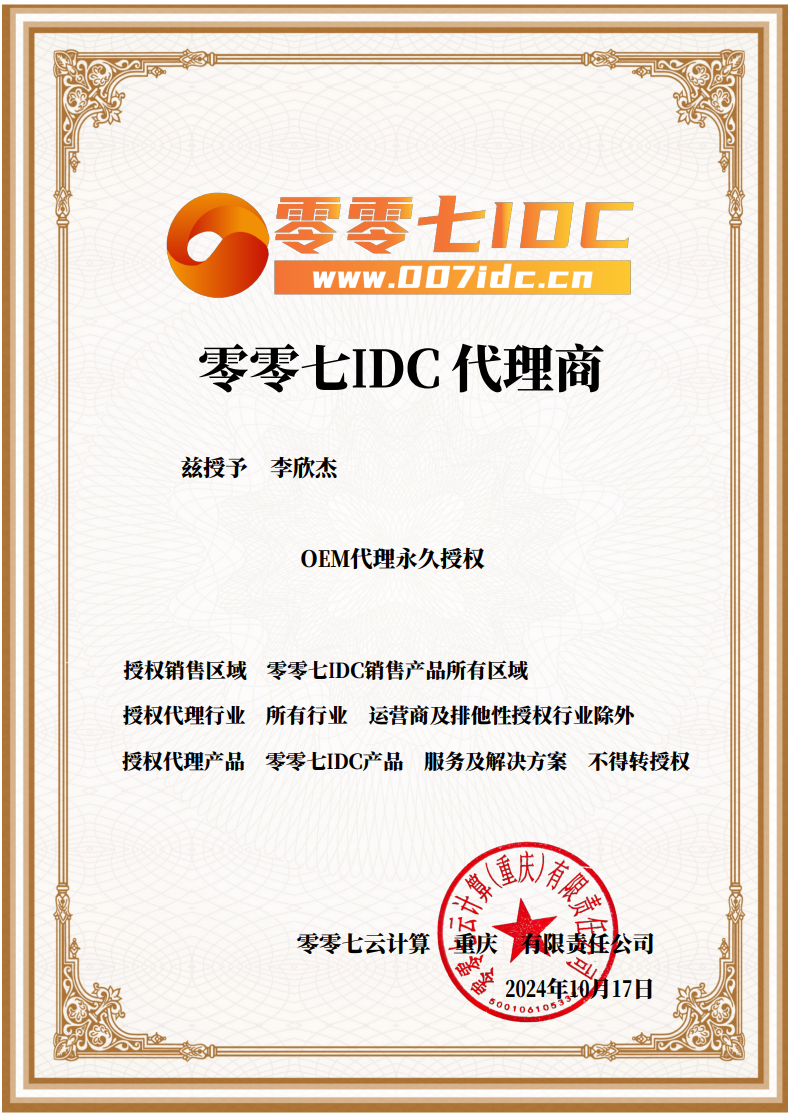 零零七IDC
www.007idc.cn
零零七IDC 代理商
兹授予 李欣杰
OEM代理永久授权
授权销售区域 零零七IDC销售产品所有区域
授权代理行业 所有行业 运营商及排他性授权行业除外
授权代理产品 零零七IDC产品 服务及解决方案 不得转授权
零零七云计算 重庆 有限责任公司
2024年10月17日
零零七云计算(重庆)有限责任公司